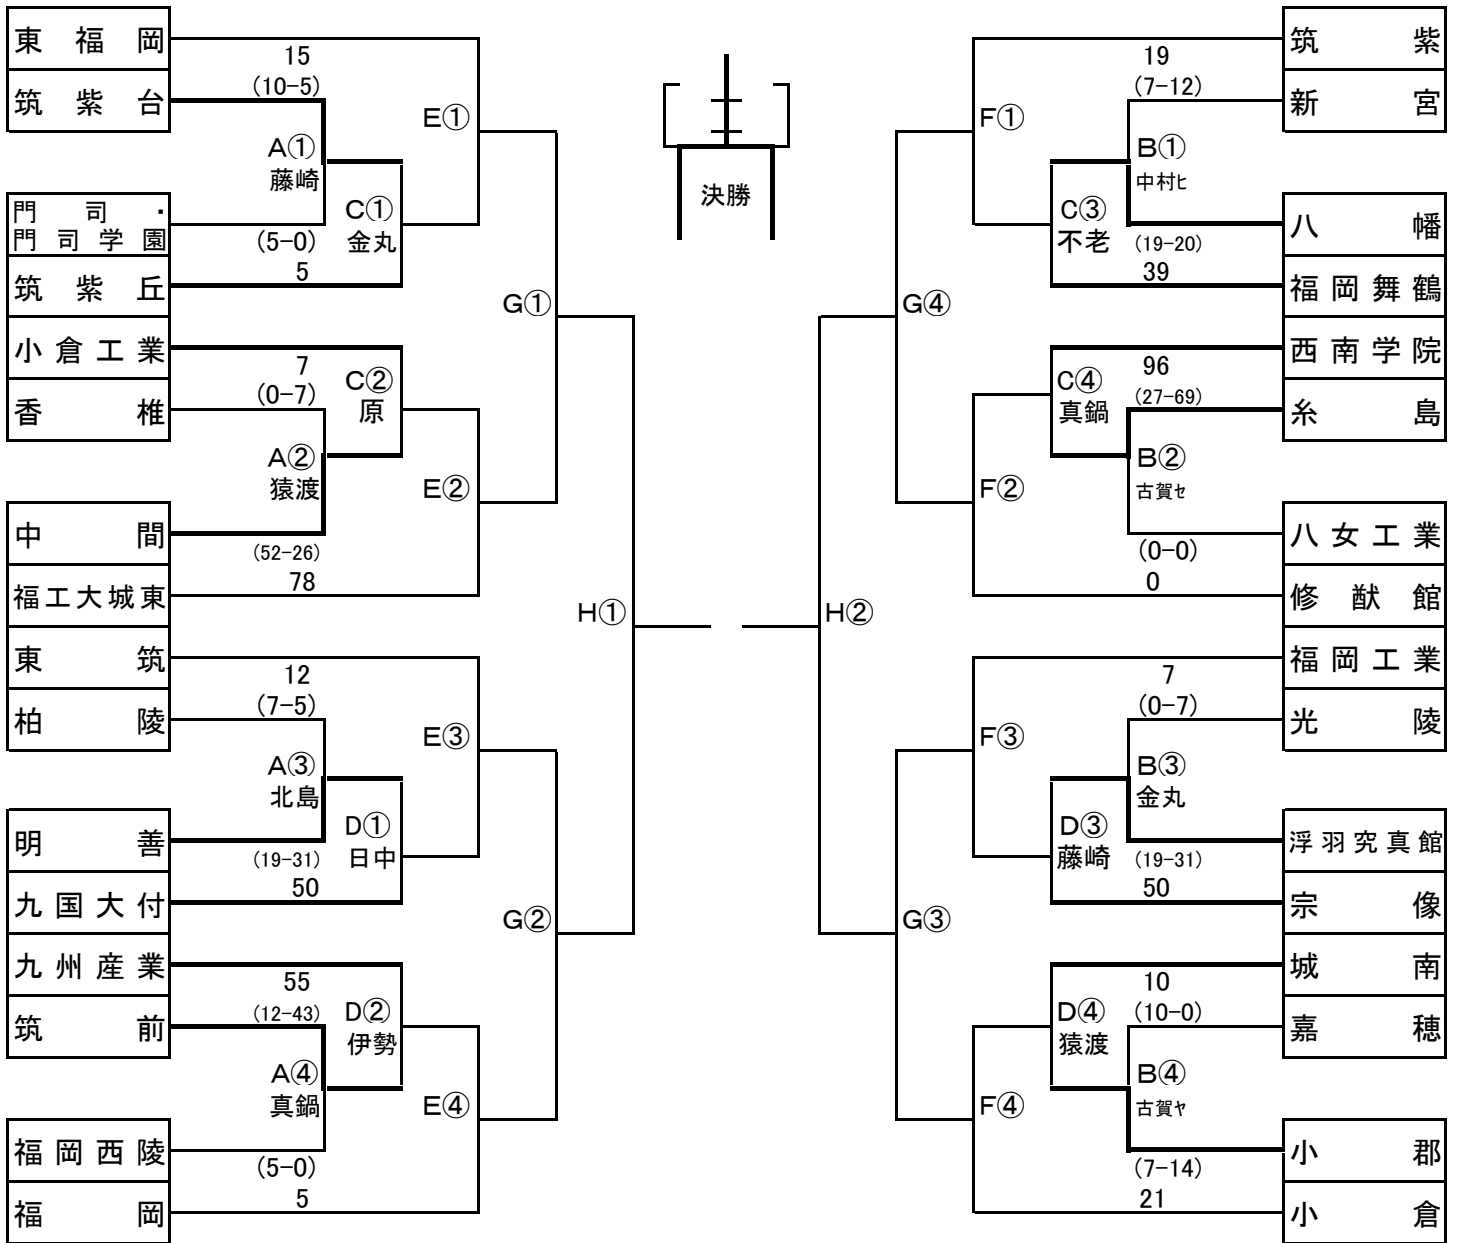 東福岡
15
筑紫台
(10-5)
E①
A①
藤崎
門司・
門司学園
C①
金丸
(5-0)
5
筑紫丘
G①
小倉工業
7
香椎
(0-7)
C②
原
A②
猿渡
E②
中間
(52-26)
78
福工大城東
H①
東筑
12
柏陵
(7-5)
E③
A③
北島
D①
日中
明善
(19-31)
50
九国大付
G②
九州産業
55
筑前
(12-43)
D②
伊勢
A④
真鍋
E④
福岡西陵
(5-0)
5
福岡
決勝
筑紫
19
新宮
(7-12)
F①
B①
中村ヒ
C③
不老
八幡
(19-20)
39
福岡舞鶴
G④
西南学院
96
糸島
(27-69)
C④
真鍋
B②
古賀セ
F②
八女工業
(0-0)
0
修猷館
H②
福岡工業
7
光陵
(0-7)
F③
B③
金丸
D③
藤崎
浮羽究真館
(19-31)
50
宗像
G③
城南
10
嘉穂
(10-0)
D④
猿渡
B④
古賀ヤ
F④
小郡
(7-14)
21
小倉